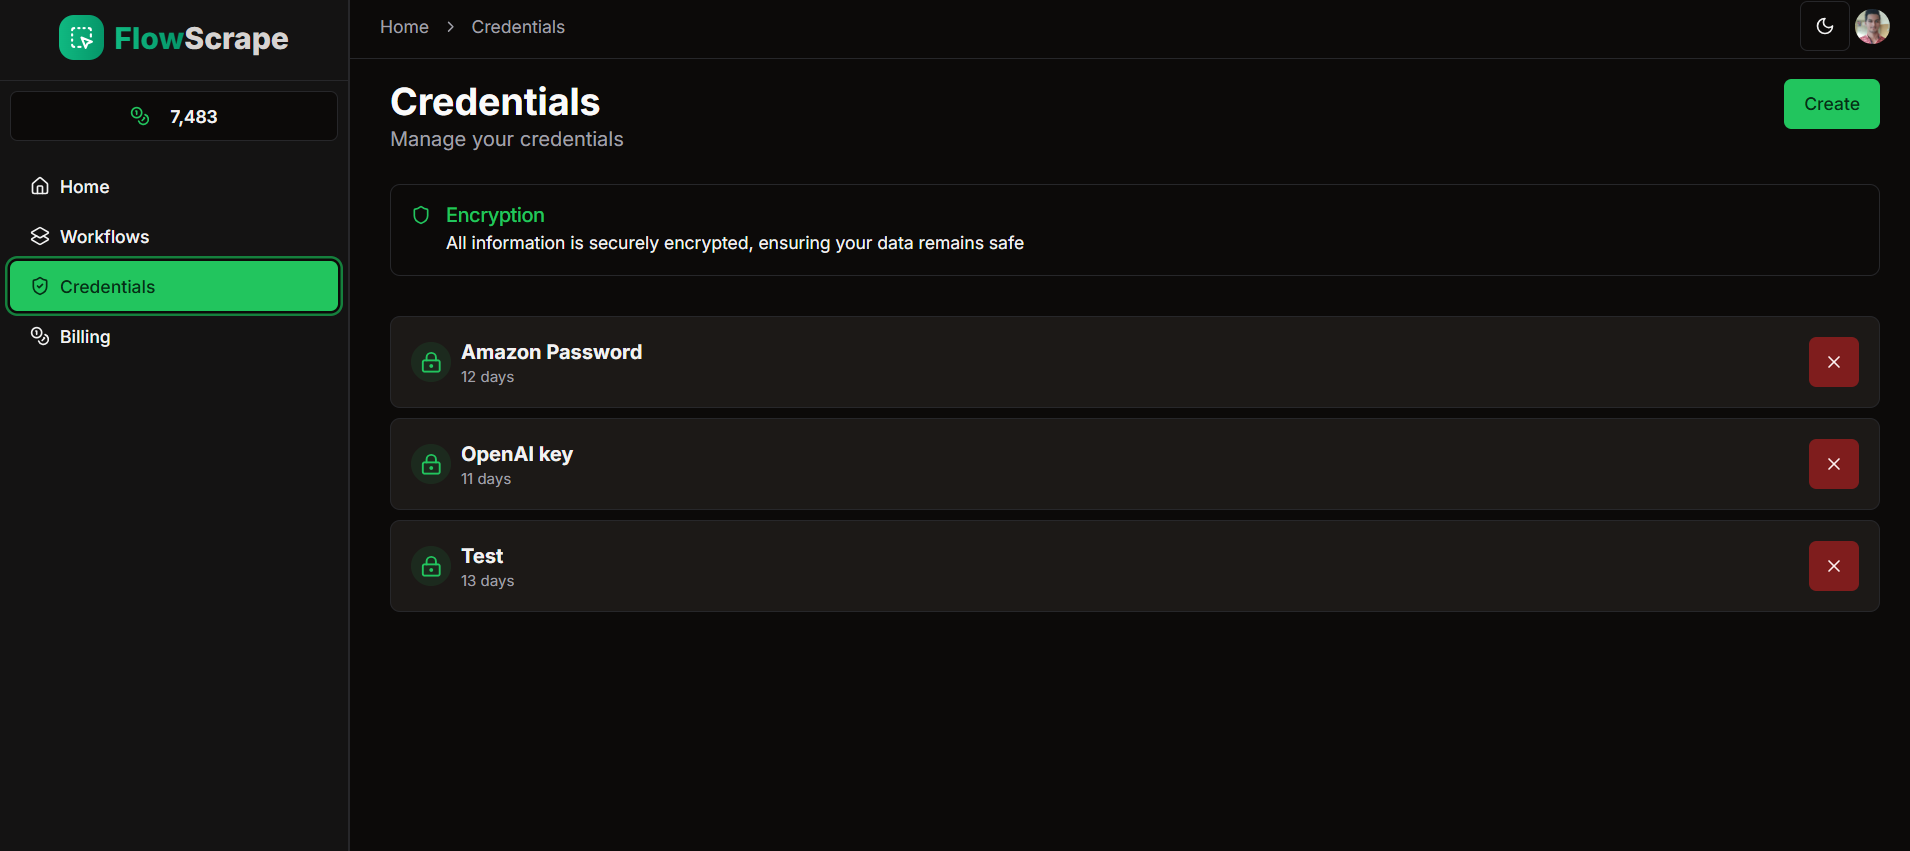 FlowScrape
7,483
Home
Workflows
Credentials
Billing
Home > Credentials
Credentials
Manage your credentials
Create
Encryption
All information is securely encrypted, ensuring your data remains safe
Amazon Password
12 days
OpenAI key
11 days
Test
13 days